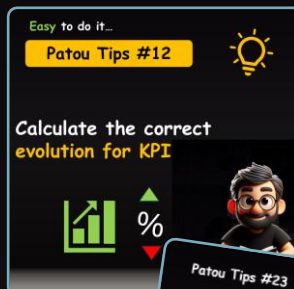 Easy to do it...
Patou Tips #12
Calculate the correct
evolution for KPI
%
Patou Tips #23